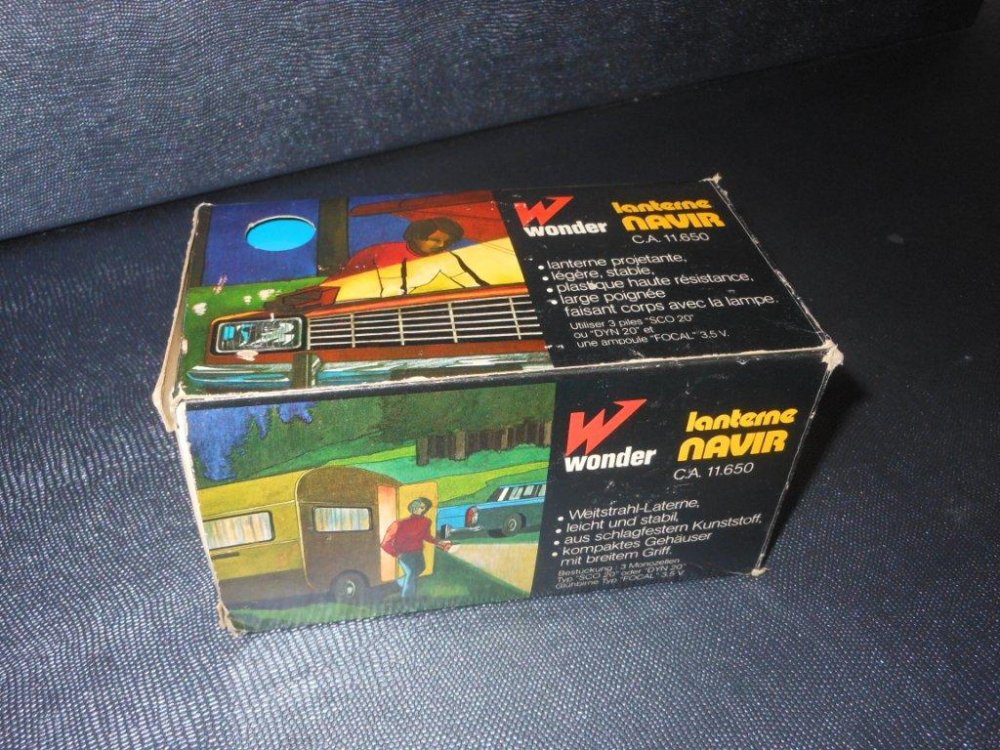 Wonder
lanterne
NAVIR
C.A. 11.650
• lanterne projetante,
• légère, stable,
• plastique haute résistance,
• large poignée
faisant corps avec la lampe.
Utiliser 3 piles "SCO 20"
ou "DYN 20" et
une ampoule "FOCAL" 3,5 V.
Wonder
lanterne
NAVIR
C.A. 11.650
• Weitstrahl-Laterne,
• leicht und stabil,
• aus schlagfestem Kunststoff,
• kompaktes Gehäuser
mit breitem Griff.
Bestückung : 3 Monozellen
Typ "SCO 20" oder "DYN 20"
Glühbirne Typ "FOCAL" 3,5 V